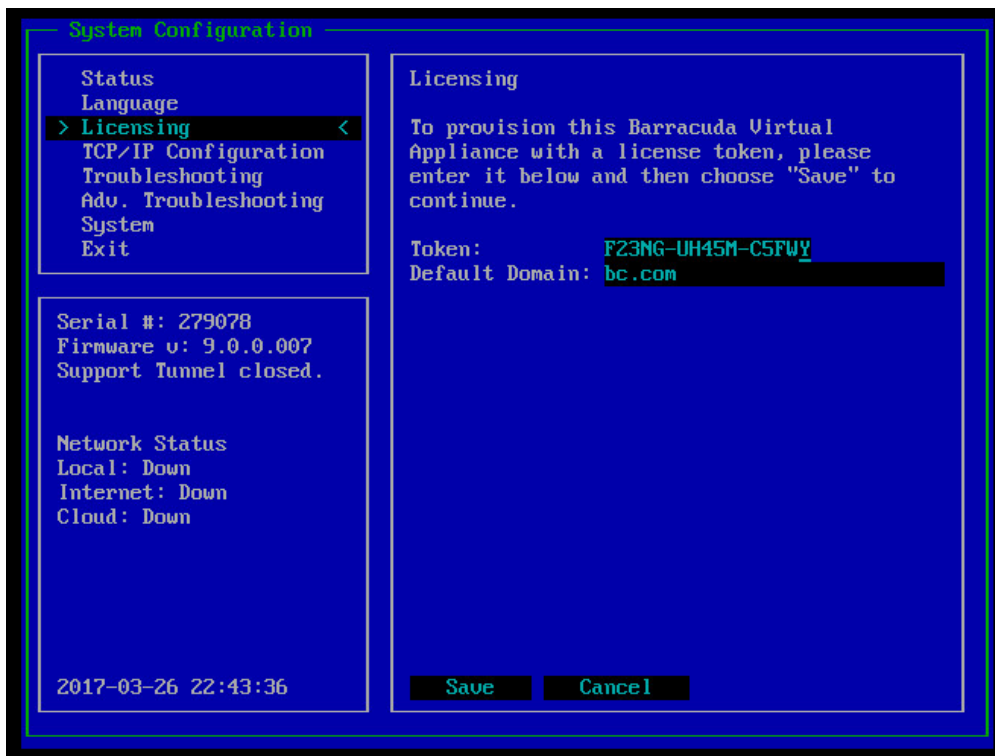 System Configuration
Status
Language
> Licensing <
TCP/IP Configuration
Troubleshooting
Adv. Troubleshooting
System
Exit
Serial #: 279078
Firmware v: 9.0.0.007
Support Tunnel closed.
Network Status
Local: Down
Internet: Down
Cloud: Down
2017-03-26 22:43:36
Licensing
To provision this Barracuda Virtual
Appliance with a license token, please
enter it below and then choose "Save" to
continue.
Token: F23NG-UH45M-C5FWY
Default Domain: bc.com
Save Cancel